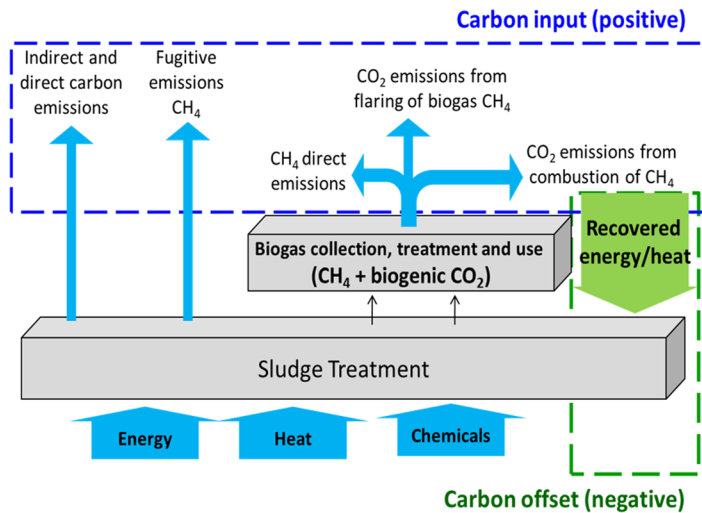 Carbon input (positive)
Indirect and
direct carbon
emissions
Fugitive
emissions
CH₄
CO₂ emissions from
flaring of biogas CH₄
CH₄ direct
emissions
CO₂ emissions from
combustion of CH₄
Recovered
energy/heat
Biogas collection, treatment and use
(CH₄ + biogenic CO₂)
Sludge Treatment
Energy
Heat
Chemicals
Carbon offset (negative)